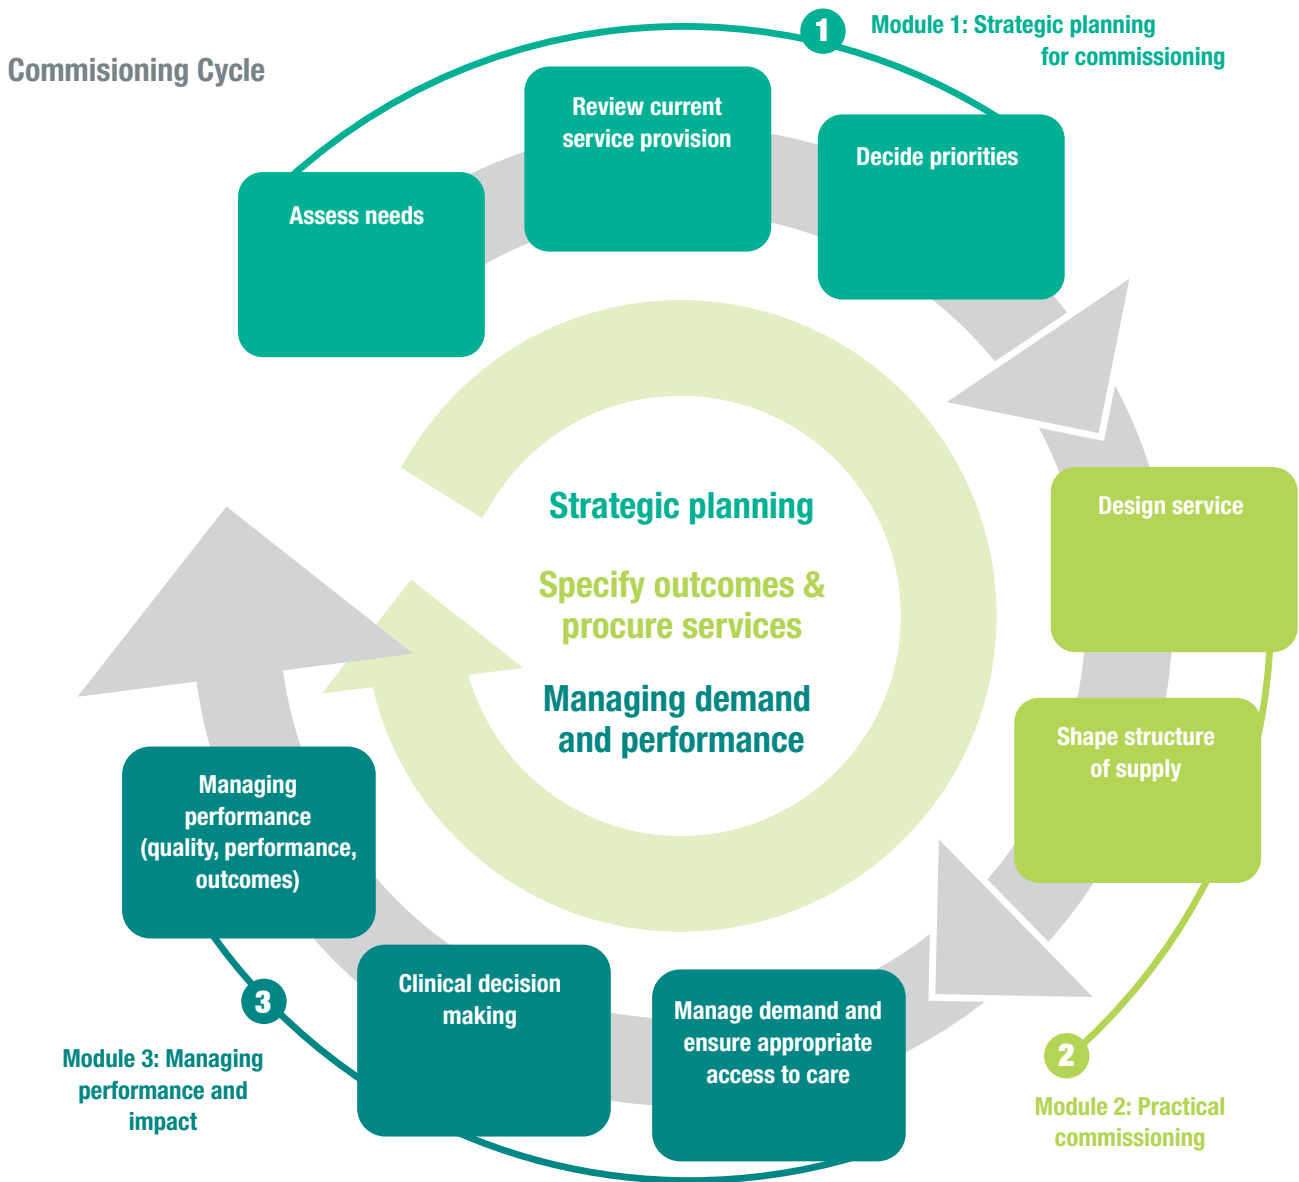 Commisioning Cycle
1
Module 1: Strategic planning
for commissioning
Assess needs
Review current
service provision
Decide priorities
Design service
Shape structure
of supply
2
Module 2: Practical
commissioning
Manage demand and
ensure appropriate
access to care
Clinical decision
making
Managing
performance
(quality, performance,
outcomes)
3
Module 3: Managing
performance and
impact
Strategic planning
Specify outcomes &
procure services
Managing demand
and performance